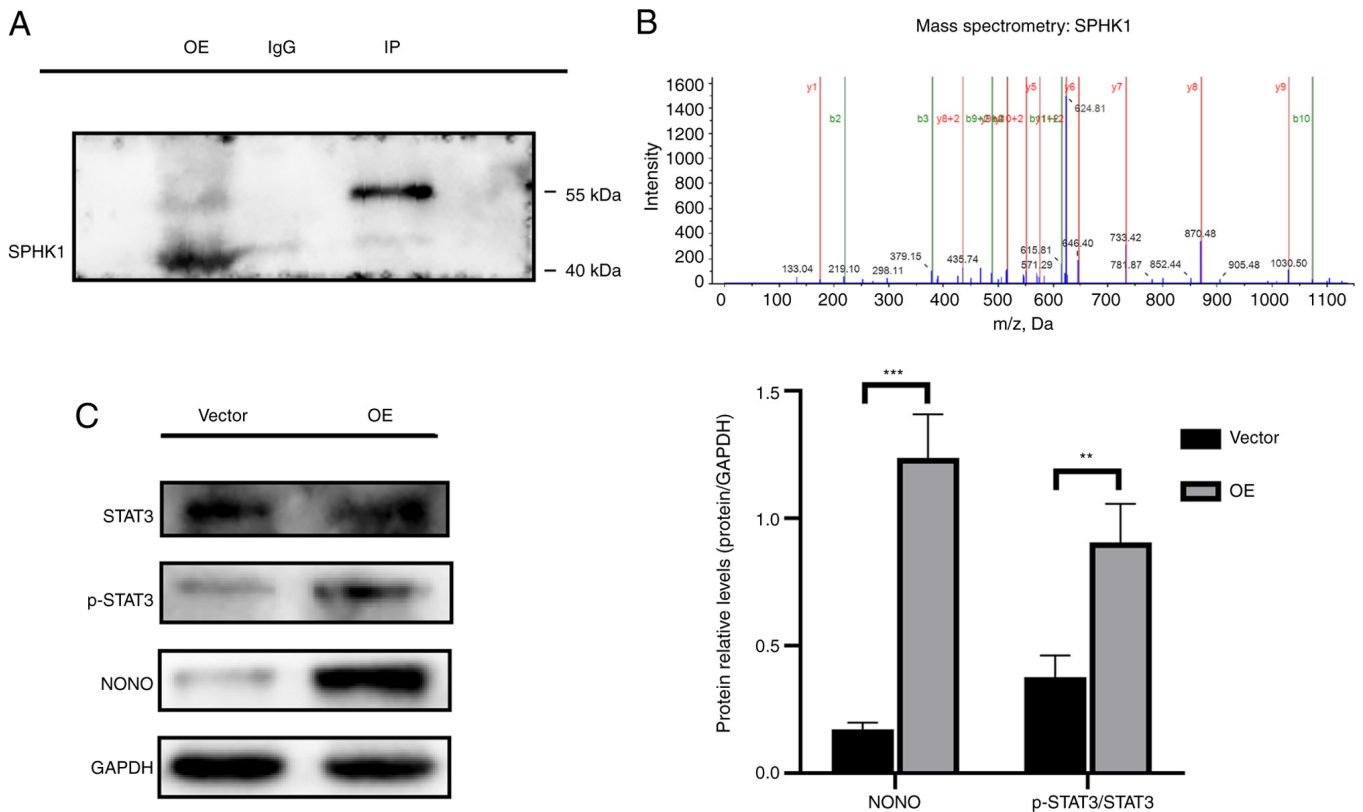 A
OE IgG IP
55 kDa
SPHK1
40 kDa
B
Mass spectrometry: SPHK1
Intensity
1600
1400
1200
1000
800
600
400
200
0
y1 y5 y6 y7 y8 y9
b2 b3 y8+2 b10
624.81
379.15 435.74 615.81 646.40 733.42 870.48
133.04 219.10 298.11 571.29 781.87 852.44 905.48 1030.50
0 100 200 300 400 500 600 700 800 900 1000 1100
m/z, Da
C
Vector OE
STAT3
p-STAT3
NONO
GAPDH
Protein relative levels (protein/GAPDH)
1.5
1.0
0.5
0.0
*** **
NONO p-STAT3/STAT3
Vector
OE